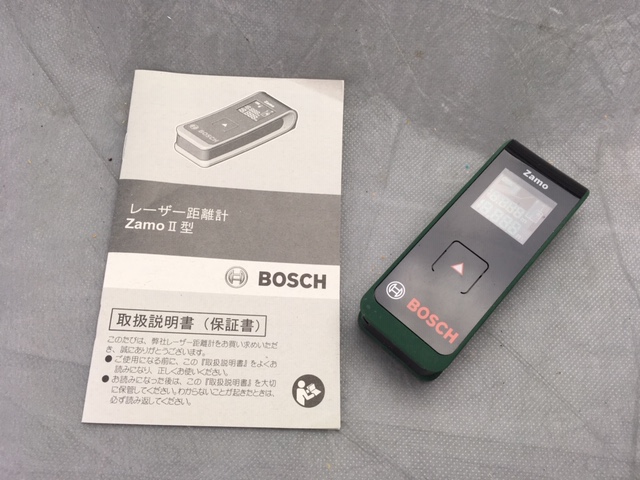 レーザー距離計
Zamo II 型
BOSCH
取扱説明書（保証書）
このたびは、弊社レーザー距離計をお買い求めいただ
き、誠にありがとうございます。
● ご使用になる前に、この『取扱説明書』をよくお
読みになり、正しくお使いください。
● お読みになった後は、この『取扱説明書』を大切
に保管してください。わからないことが起きたときは、
必ず読み返してください。
Zamo
BOSCH